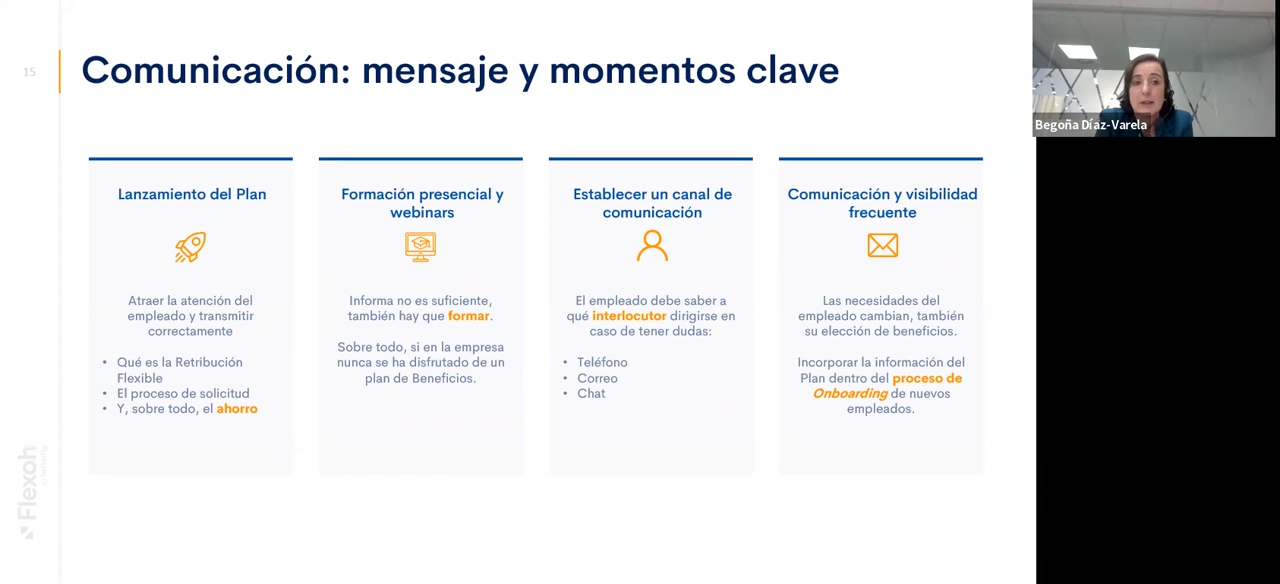 15
Comunicación: mensaje y momentos clave
Begoña Díaz-Varela
Lanzamiento del Plan
Atraer la atención del
empleado y transmitir
correctamente
• Qué es la Retribución
Flexible
• El proceso de solicitud
• Y, sobre todo, el ahorro
Formación presencial y
webinars
Informa no es suficiente,
también hay que formar.
Sobre todo, si en la empresa
nunca se ha disfrutado de un
plan de Beneficios.
Establecer un canal de
comunicación
El empleado debe saber a
qué interlocutor dirigirse en
caso de tener dudas:
• Teléfono
• Correo
• Chat
Comunicación y visibilidad
frecuente
Las necesidades del
empleado cambian, también
su elección de beneficios.
Incorporar la información del
Plan dentro del proceso de
Onboarding de nuevos
empleados.
Flexoh